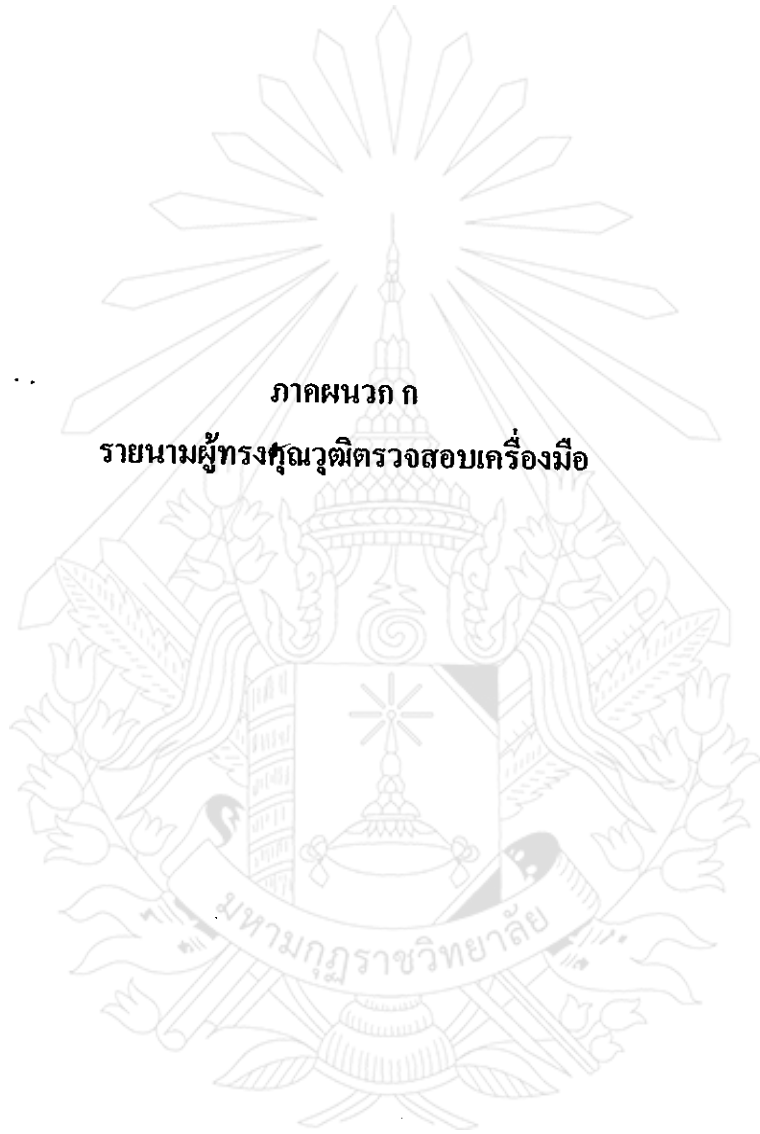 ภาคผนวก ก
รายนามผู้ทรงคุณวุฒิตรวจสอบเครื่องมือ
มหามกุฏราชวิทยาลัย